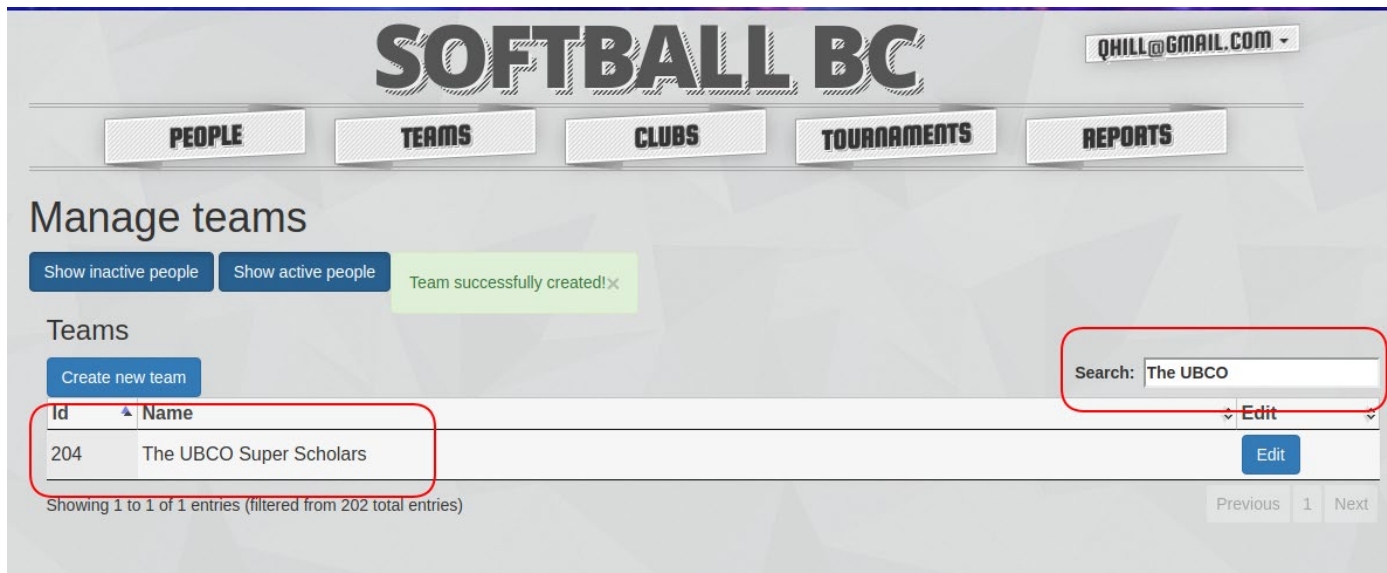 SOFTBALL BC
QHILL@GMAIL.COM
PEOPLE TEAMS CLUBS TOURNAMENTS REPORTS
Manage teams
Show inactive people Show active people Team successfully created!×
Teams
Create new team Search: The UBCO
Id Name Edit
204 The UBCO Super Scholars Edit
Showing 1 to 1 of 1 entries (filtered from 202 total entries) Previous 1 Next